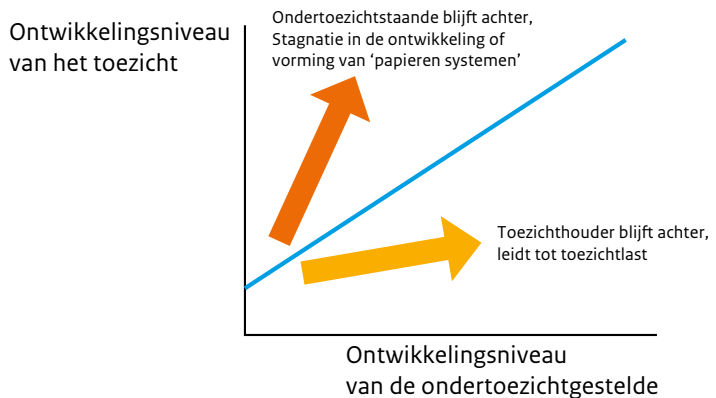 Ontwikkelingsniveau
van het toezicht
Ondertoezichtstaande blijft achter,
Stagnatie in de ontwikkeling of
vorming van ‘papieren systemen’
Toezichthouder blijft achter,
leidt tot toezichtlast
Ontwikkelingsniveau
van de ondertoezichtgestelde